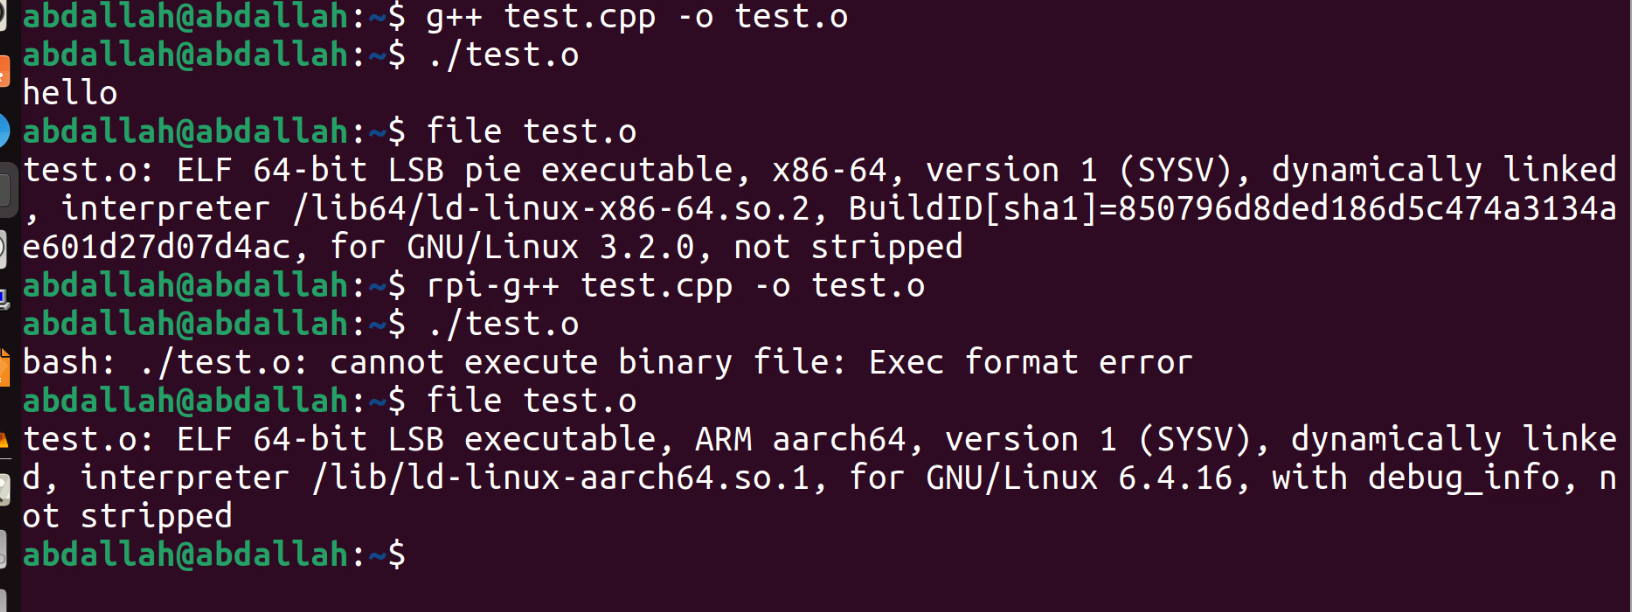 abdallah@abdallah:~$ g++ test.cpp -o test.o
abdallah@abdallah:~$ ./test.o
hello
abdallah@abdallah:~$ file test.o
test.o: ELF 64-bit LSB pie executable, x86-64, version 1 (SYSV), dynamically linked
, interpreter /lib64/ld-linux-x86-64.so.2, BuildID[sha1]=850796d8ded186d5c474a3134a
e601d27d07d4ac, for GNU/Linux 3.2.0, not stripped
abdallah@abdallah:~$ rpi-g++ test.cpp -o test.o
abdallah@abdallah:~$ ./test.o
bash: ./test.o: cannot execute binary file: Exec format error
abdallah@abdallah:~$ file test.o
test.o: ELF 64-bit LSB executable, ARM aarch64, version 1 (SYSV), dynamically linke
d, interpreter /lib/ld-linux-aarch64.so.1, for GNU/Linux 6.4.16, with debug_info, n
ot stripped
abdallah@abdallah:~$